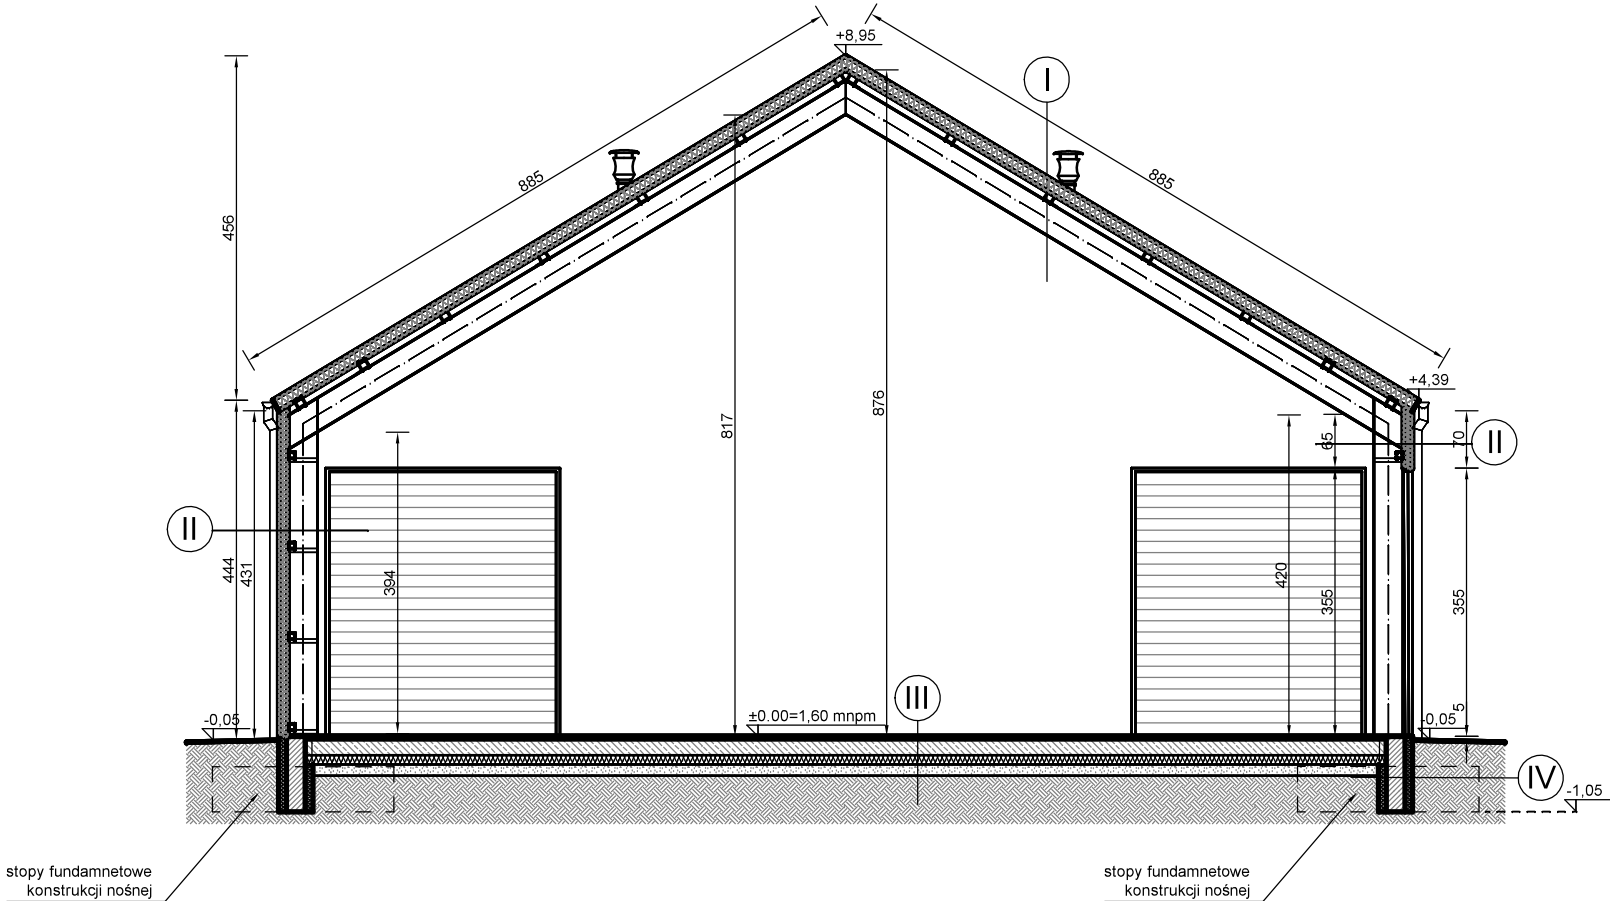 +8,95
I
885
885
456
+4,39
876
817
65
70
II
II
444
431
394
420
355
355
5
III
-0,05
±0.00=1,60 mnpm
-0,05
IV
-1,05
stopy fundamnetowe
konstrukcji nośnej
stopy fundamnetowe
konstrukcji nośnej